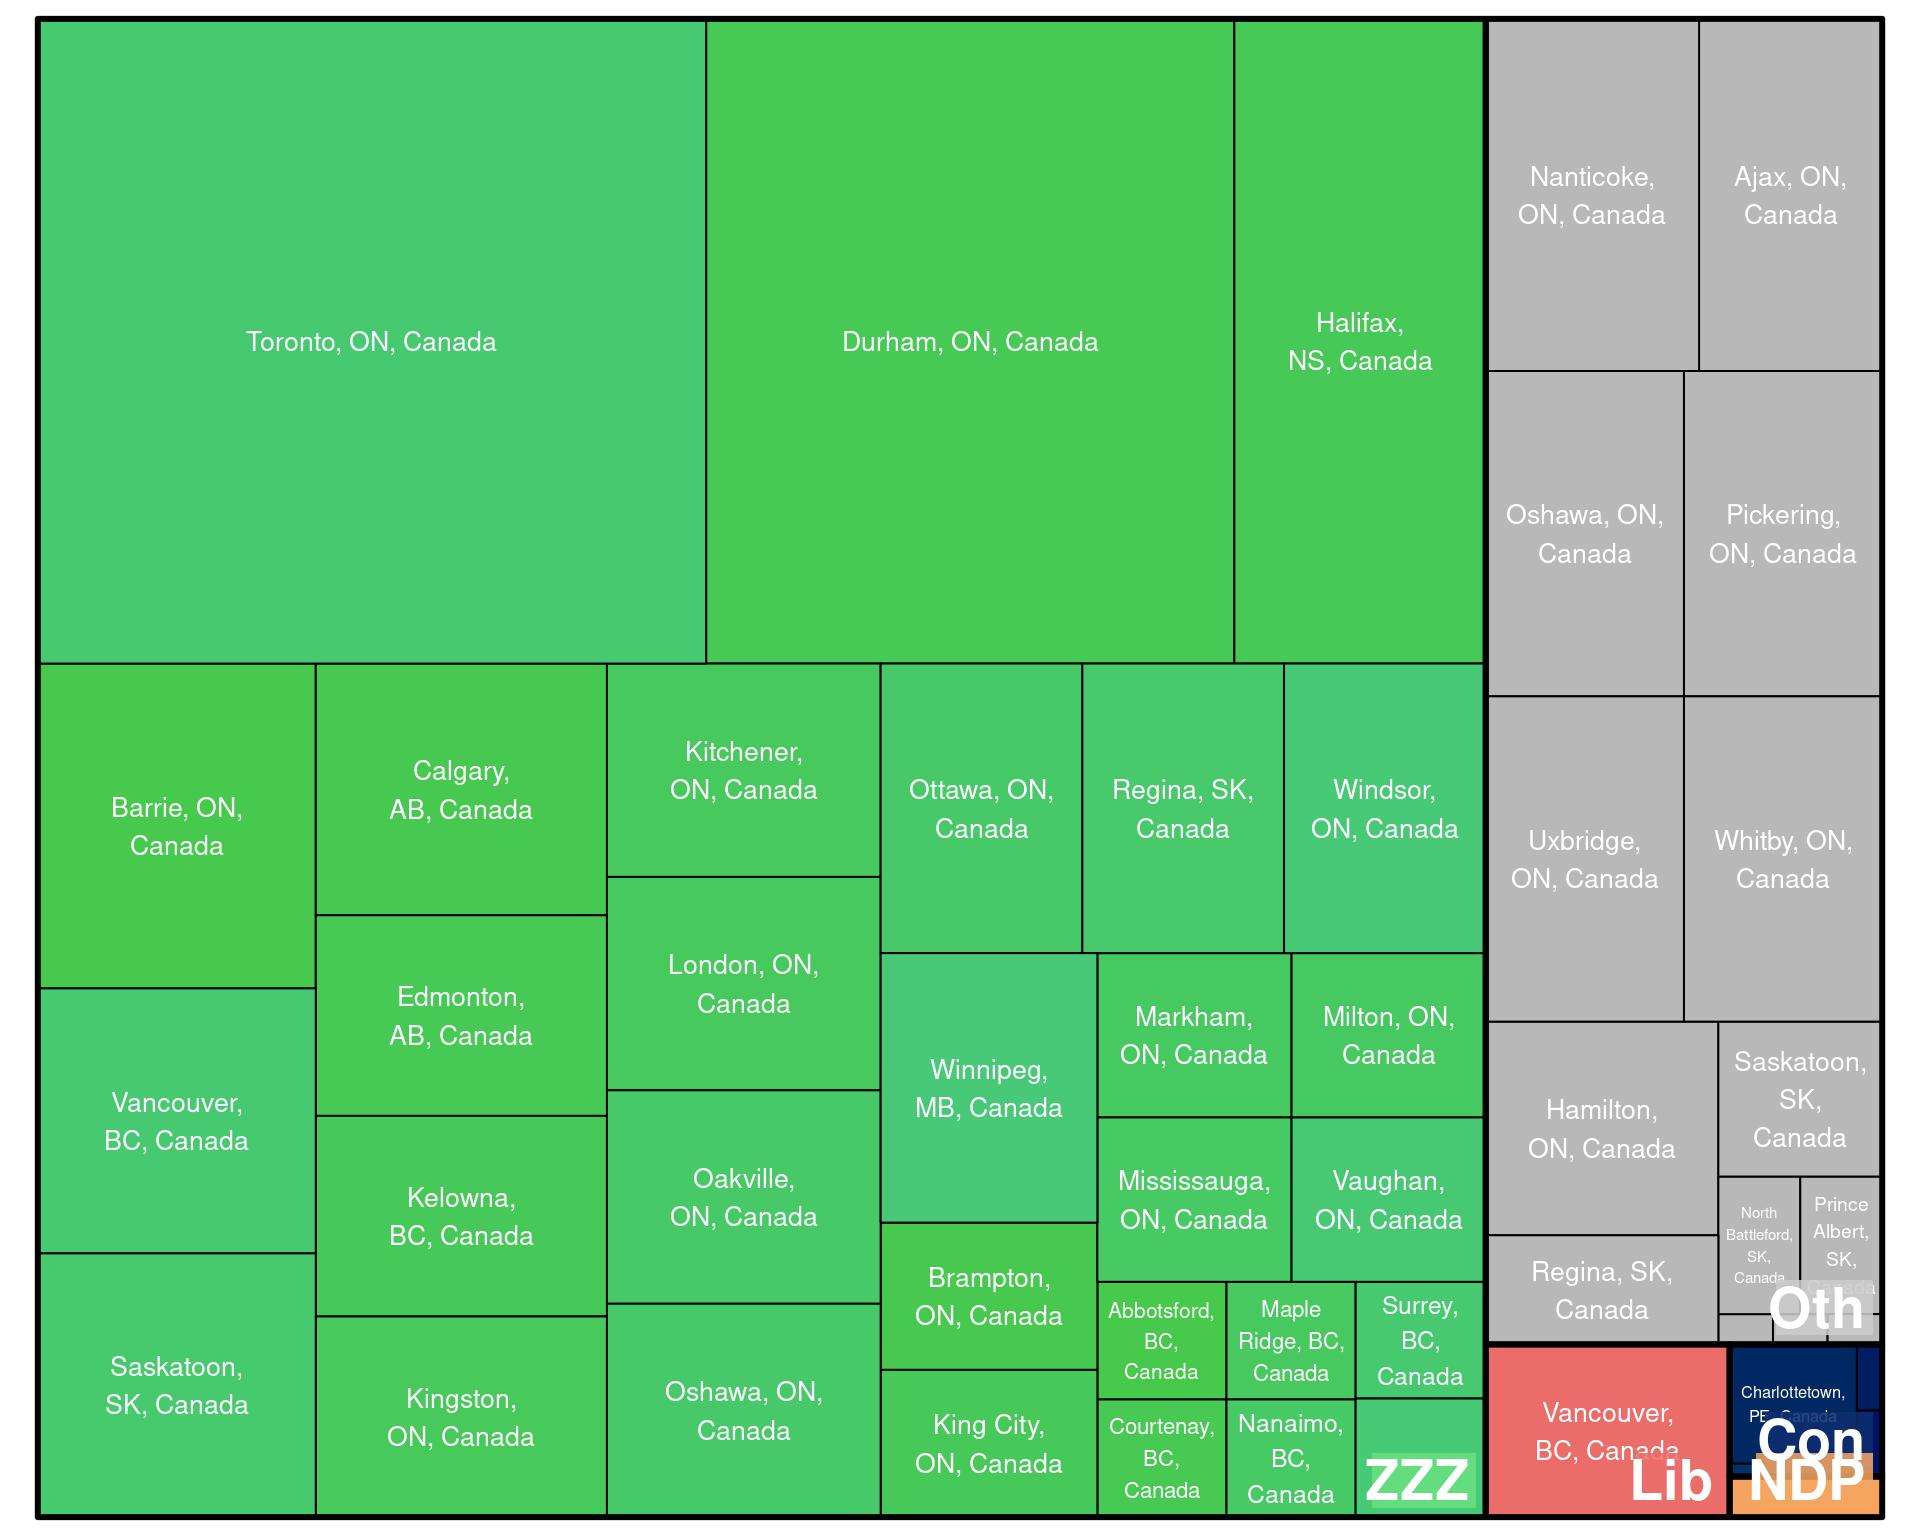 Toronto, ON, Canada
Durham, ON, Canada
Halifax,
NS, Canada
Barrie, ON,
Canada
Vancouver,
BC, Canada
Saskatoon,
SK, Canada
Calgary,
AB, Canada
Edmonton,
AB, Canada
Kelowna,
BC, Canada
Kingston,
ON, Canada
Kitchener,
ON, Canada
London, ON,
Canada
Oakville,
ON, Canada
Oshawa, ON,
Canada
Ottawa, ON,
Canada
Regina, SK,
Canada
Windsor,
ON, Canada
Winnipeg,
MB, Canada
Brampton,
ON, Canada
King City,
ON, Canada
Markham,
ON, Canada
Milton, ON,
Canada
Mississauga,
ON, Canada
Vaughan,
ON, Canada
Abbotsford,
BC,
Canada
Courtenay,
BC,
Canada
Maple
Ridge, BC,
Canada
Nanaimo,
BC,
Canada
Surrey,
BC,
Canada
ZZZ
Nanticoke,
ON, Canada
Ajax, ON,
Canada
Oshawa, ON,
Canada
Pickering,
ON, Canada
Uxbridge,
ON, Canada
Whitby, ON,
Canada
Hamilton,
ON, Canada
Regina, SK,
Canada
Saskatoon,
SK,
Canada
North
Battleford,
SK,
Canada
Prince
Albert,
SK,
Canada
Oth
Vancouver,
BC, Canada
Lib
Charlottetown,
PE, Canada
Con
NDP